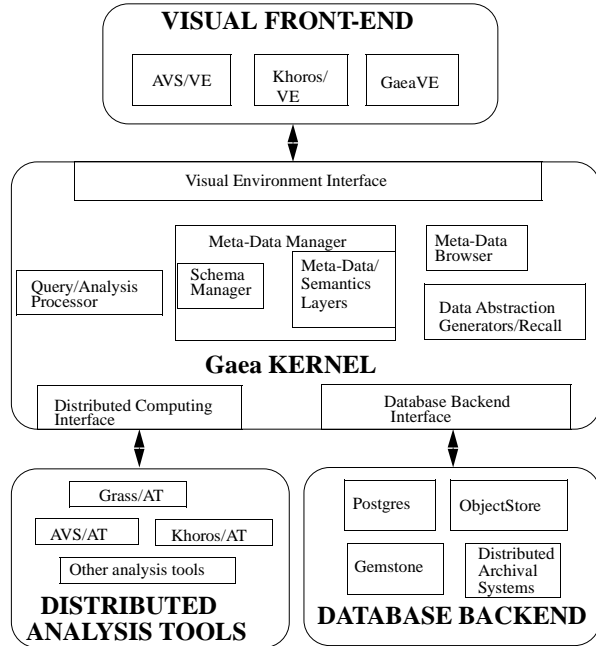 VISUAL FRONT-END
AVS/VE
Khoros/
VE
GaeaVE
Visual Environment Interface
Meta-Data Manager
Meta-Data
Browser
Query/Analysis
Processor
Schema
Manager
Meta-Data/
Semantics
Layers
Data Abstraction
Generators/Recall
Gaea KERNEL
Distributed Computing
Interface
Database Backend
Interface
Grass/AT
AVS/AT
Khoros/AT
Other analysis tools
DISTRIBUTED
ANALYSIS TOOLS
Postgres
ObjectStore
Gemstone
Distributed
Archival
Systems
DATABASE BACKEND